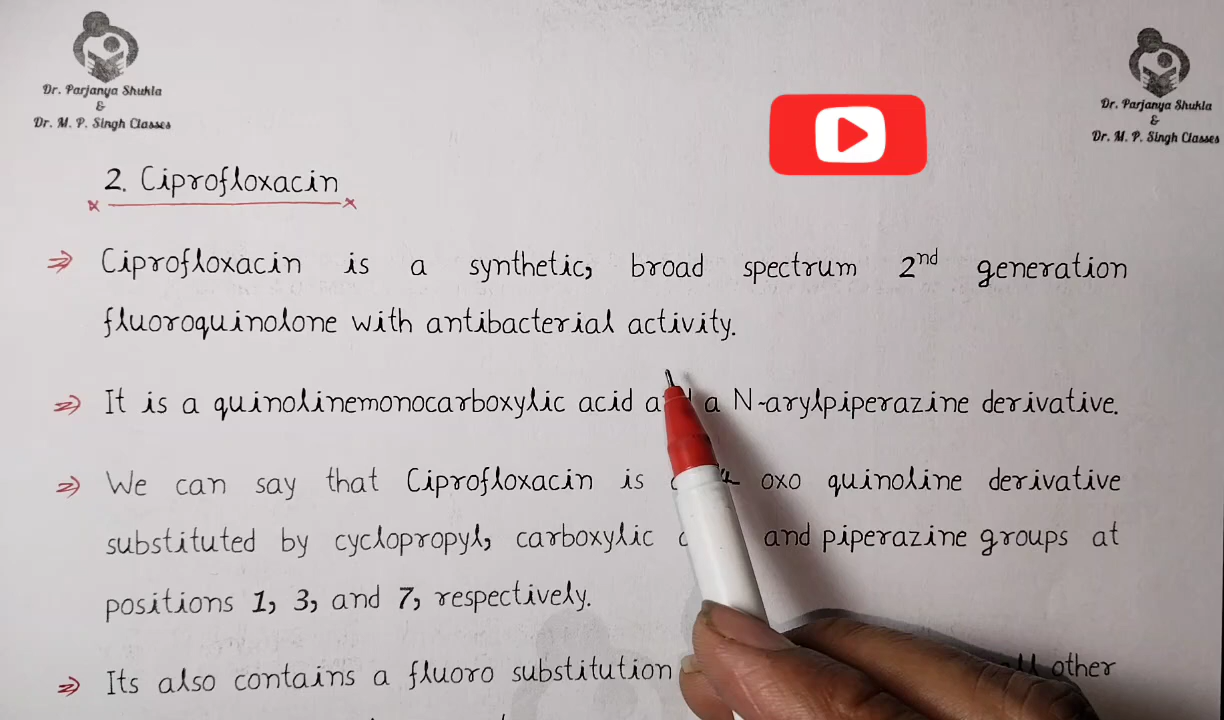 Dr. Parjanya Shukla
&
Dr. M. P. Singh Classes
Dr. Parjanya Shukla
&
Dr. M. P. Singh Classes
2. Ciprofloxacin
⇒ Ciprofloxacin is a synthetic, broad spectrum 2nd generation
fluoroquinolone with antibacterial activity.
⇒ It is a quinolinemonocarboxylic acid a N-arylpiperazine derivative.
⇒ We can say that Ciprofloxacin is oxo quinoline derivative
substituted by cyclopropyl, carboxylic and piperazine groups at
positions 1, 3, and 7, respectively.
⇒ Its also contains a fluoro substitution other